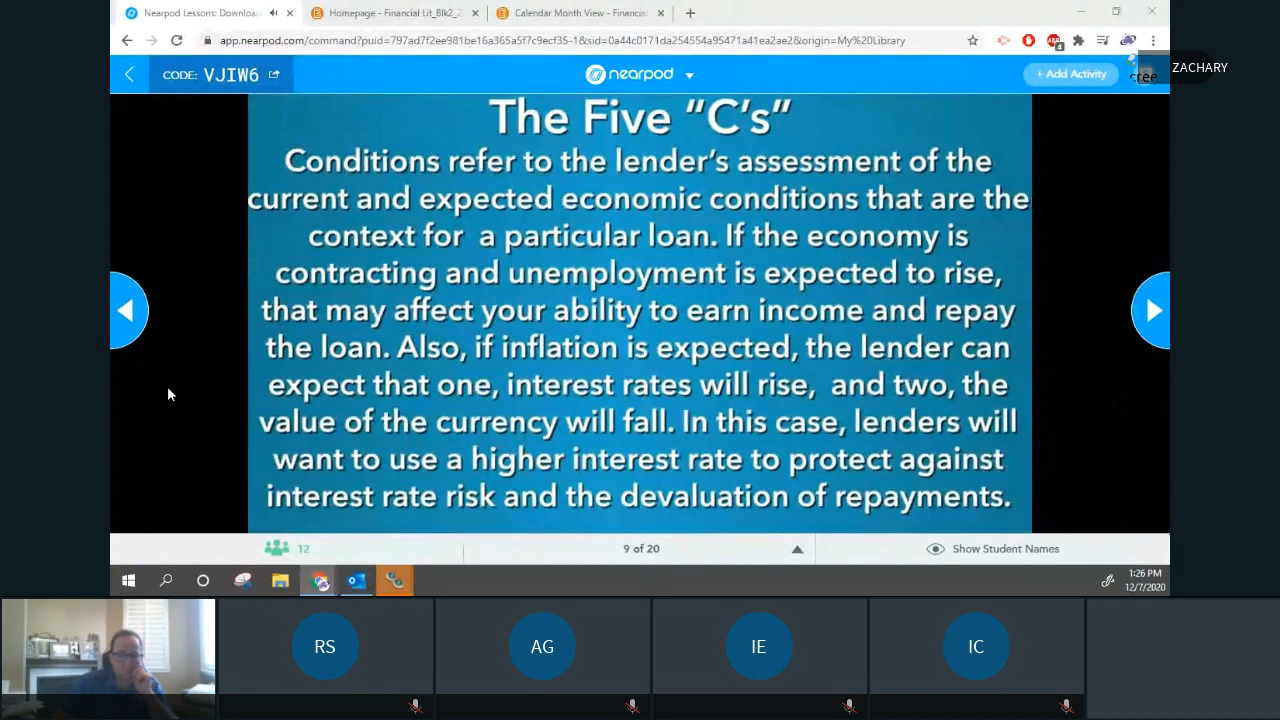 Nearpod Lessons: Downloa
Homepage - Financial Lit_Blk2_2
Calendar Month View - Financial
app.nearpod.com/command?puid=797ad7f2ee981be16a365a5f7c9ecf35-1&sid=0a44c0171da254554a95471a41ea2ae2&origin=My%20Library
4
CODE: VJIW6
nearpod
+ Add Activity
cree
ZACHARY
The Five “C’s”
Conditions refer to the lender’s assessment of the
current and expected economic conditions that are the
context for a particular loan. If the economy is
contracting and unemployment is expected to rise,
that may affect your ability to earn income and repay
the loan. Also, if inflation is expected, the lender can
expect that one, interest rates will rise, and two, the
value of the currency will fall. In this case, lenders will
want to use a higher interest rate to protect against
interest rate risk and the devaluation of repayments.
12
9 of 20
Show Student Names
1:26 PM
12/7/2020
RS
AG
IE
IC